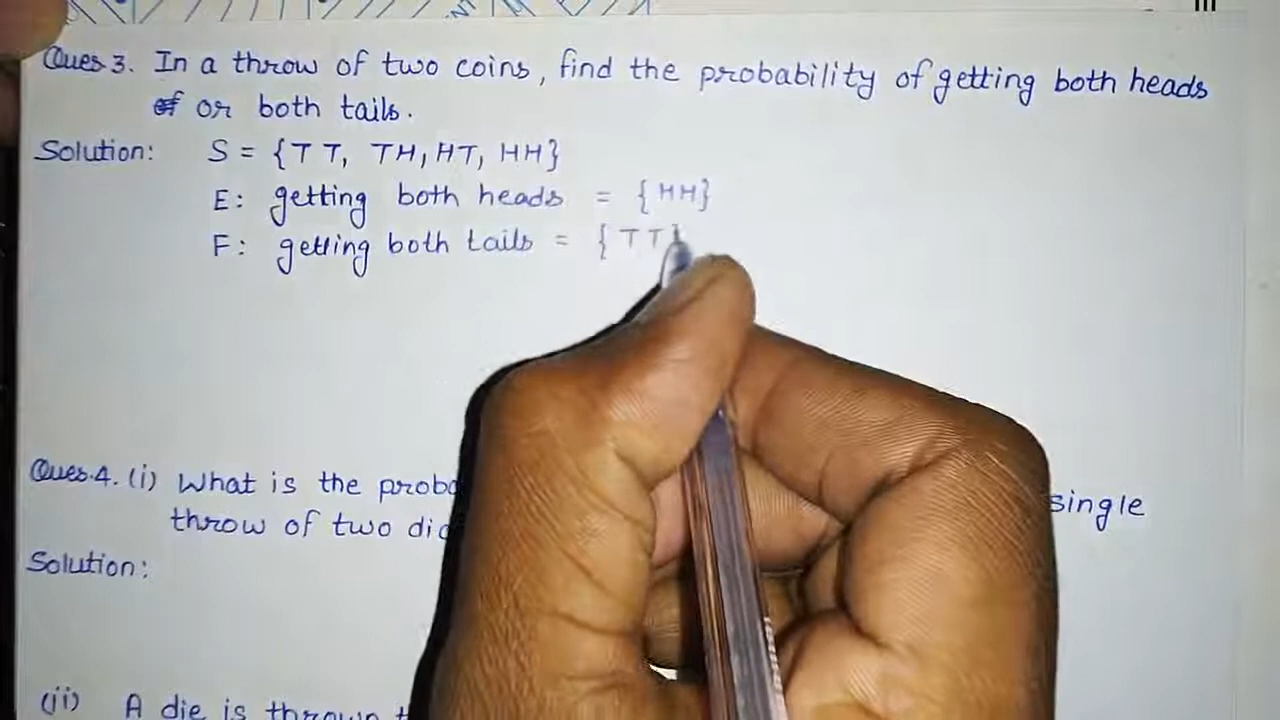 Ques 3. In a throw of two coins, find the probability of getting both heads
of or both tails.
Solution: S = {TT, TH, HT, HH}
E: getting both heads = {HH}
F: getting both tails = {TT}
Ques.4. (i) What is the single
throw of two
Solution:
(ii) A die is thrown